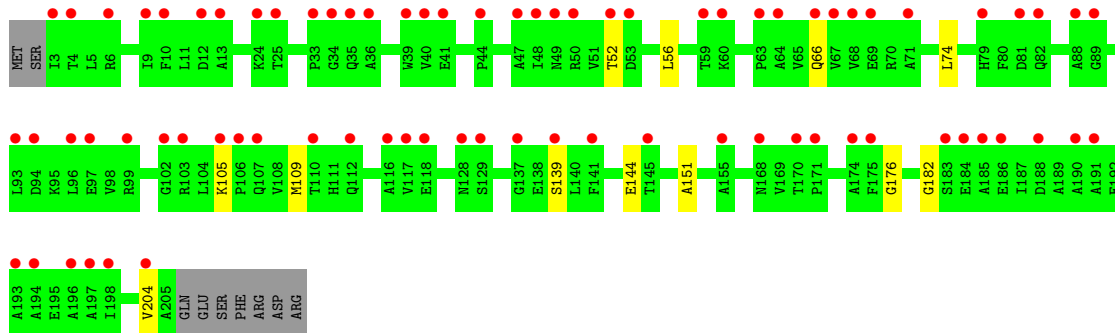 MET SER I3 T4 L5 R6 I9 F10 L11 D12 A13 K24 T25 P33 G34 Q35 A36 W39 V40 E41 P44 A47 I48 N49 R50 V51 T52 D53 L56 T59 K60 P63 A64 V65 Q66 V67 V68 E69 R70 A71 L74 H79 F80 D81 Q82 A88 G89
L93 D94 K95 L96 E97 V98 R99 G102 R103 L104 K105 P106 Q107 V108 M109 T110 H111 Q112 A116 V117 E118 N128 S129 G137 E138 S139 L140 F141 E144 T145 A151 A155 N168 V169 T170 P171 A174 F175 G176 G182 S183 E184 A185 E186 I187 D188 A189 A190 A191 E192
A193 A194 E195 A196 A197 I198 V204 A205 GLN GLU SER PHE ARG ASP ARG